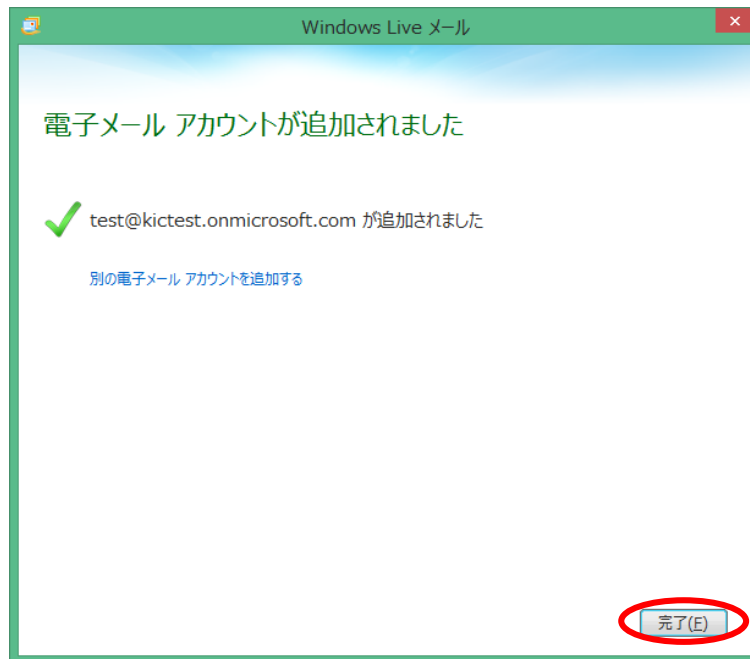 Windows Live メール
電子メール アカウントが追加されました
test@kictest.onmicrosoft.com が追加されました
別の電子メール アカウントを追加する
完了(F)